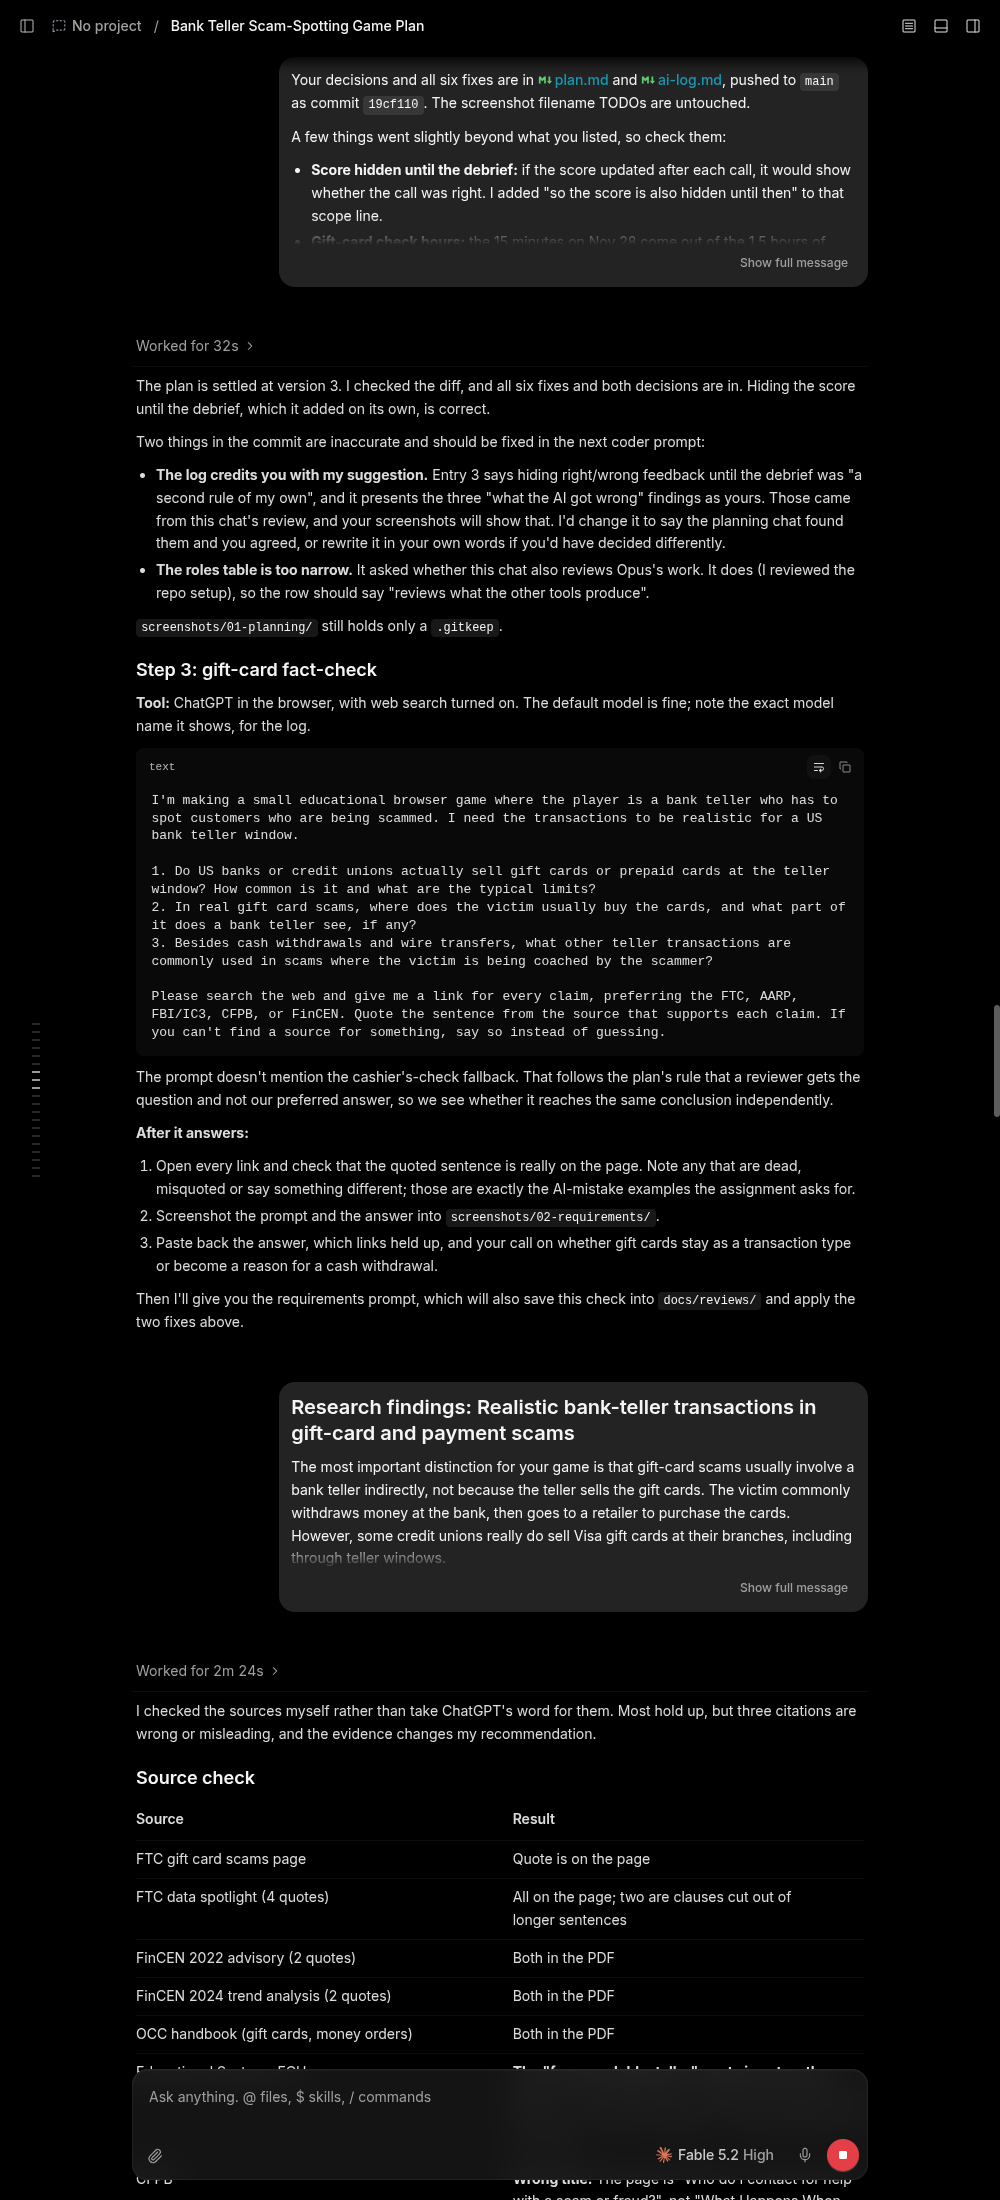 No project / Bank Teller Scam-Spotting Game Plan
Your decisions and all six fixes are in plan.md and ai-log.md, pushed to main
as commit 19cf110. The screenshot filename TODOs are untouched.
A few things went slightly beyond what you listed, so check them:
• Score hidden until the debrief: if the score updated after each call, it would show
whether the call was right. I added "so the score is also hidden until then" to that
scope line.
• Gift-card check hours: the 15 minutes on Nov 28 come out of the 1.5 hours of
Show full message
Worked for 32s
The plan is settled at version 3. I checked the diff, and all six fixes and both decisions are in. Hiding the score
until the debrief, which it added on its own, is correct.
Two things in the commit are inaccurate and should be fixed in the next coder prompt:
• The log credits you with my suggestion. Entry 3 says hiding right/wrong feedback until the debrief was "a
second rule of my own", and it presents the three "what the AI got wrong" findings as yours. Those came
from this chat's review, and your screenshots will show that. I'd change it to say the planning chat found
them and you agreed, or rewrite it in your own words if you'd have decided differently.
• The roles table is too narrow. It asked whether this chat also reviews Opus's work. It does (I reviewed the
repo setup), so the row should say "reviews what the other tools produce".
screenshots/01-planning/ still holds only a .gitkeep.
Step 3: gift-card fact-check
Tool: ChatGPT in the browser, with web search turned on. The default model is fine; note the exact model
name it shows, for the log.
text
I'm making a small educational browser game where the player is a bank teller who has to
spot customers who are being scammed. I need the transactions to be realistic for a US
bank teller window.
1. Do US banks or credit unions actually sell gift cards or prepaid cards at the teller
window? How common is it and what are the typical limits?
2. In real gift card scams, where does the victim usually buy the cards, and what part of
it does a bank teller see, if any?
3. Besides cash withdrawals and wire transfers, what other teller transactions are
commonly used in scams where the victim is being coached by the scammer?
Please search the web and give me a link for every claim, preferring the FTC, AARP,
FBI/IC3, CFPB, or FinCEN. Quote the sentence from the source that supports each claim. If
you can't find a source for something, say so instead of guessing.
The prompt doesn't mention the cashier's-check fallback. That follows the plan's rule that a reviewer gets the
question and not our preferred answer, so we see whether it reaches the same conclusion independently.
After it answers:
1. Open every link and check that the quoted sentence is really on the page. Note any that are dead,
misquoted or say something different; those are exactly the AI-mistake examples the assignment asks for.
2. Screenshot the prompt and the answer into screenshots/02-requirements/.
3. Paste back the answer, which links held up, and your call on whether gift cards stay as a transaction type
or become a reason for a cash withdrawal.
Then I'll give you the requirements prompt, which will also save this check into docs/reviews/ and apply the
two fixes above.
Research findings: Realistic bank-teller transactions in
gift-card and payment scams
The most important distinction for your game is that gift-card scams usually involve a
bank teller indirectly, not because the teller sells the gift cards. The victim commonly
withdraws money at the bank, then goes to a retailer to purchase the cards.
However, some credit unions really do sell Visa gift cards at their branches, including
through teller windows.
Show full message
Worked for 2m 24s
I checked the sources myself rather than take ChatGPT's word for them. Most hold up, but three citations are
wrong or misleading, and the evidence changes my recommendation.
Source check
Source Result
FTC gift card scams page Quote is on the page
FTC data spotlight (4 quotes) All on the page; two are clauses cut out of
longer sentences
FinCEN 2022 advisory (2 quotes) Both in the PDF
FinCEN 2024 trend analysis (2 quotes) Both in the PDF
OCC handbook (gift cards, money orders) Both in the PDF
Ask anything. @ files, $ skills, / commands
Fable 5.2 High
CFPB Wrong title: The page is "Who do I contact for help
with a scam or fraud?", not "What Happens When